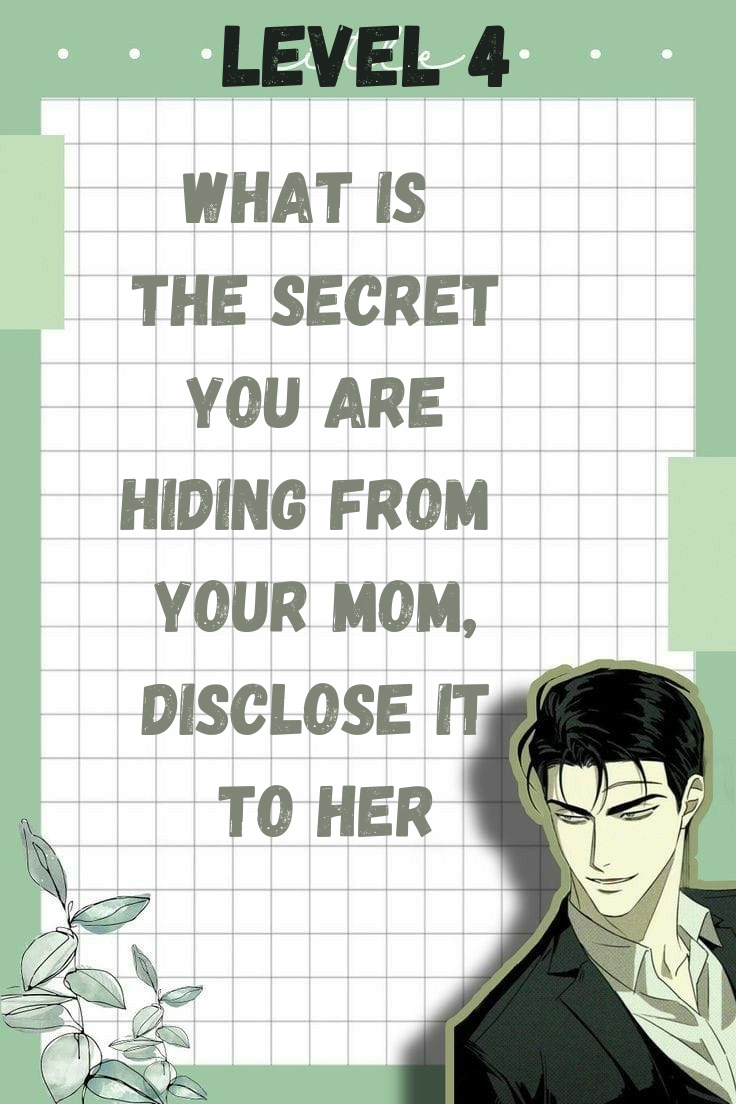 LEVEL 4
WHAT IS
THE SECRET
YOU ARE
HIDING FROM
YOUR MOM,
DISCLOSE IT
TO HER